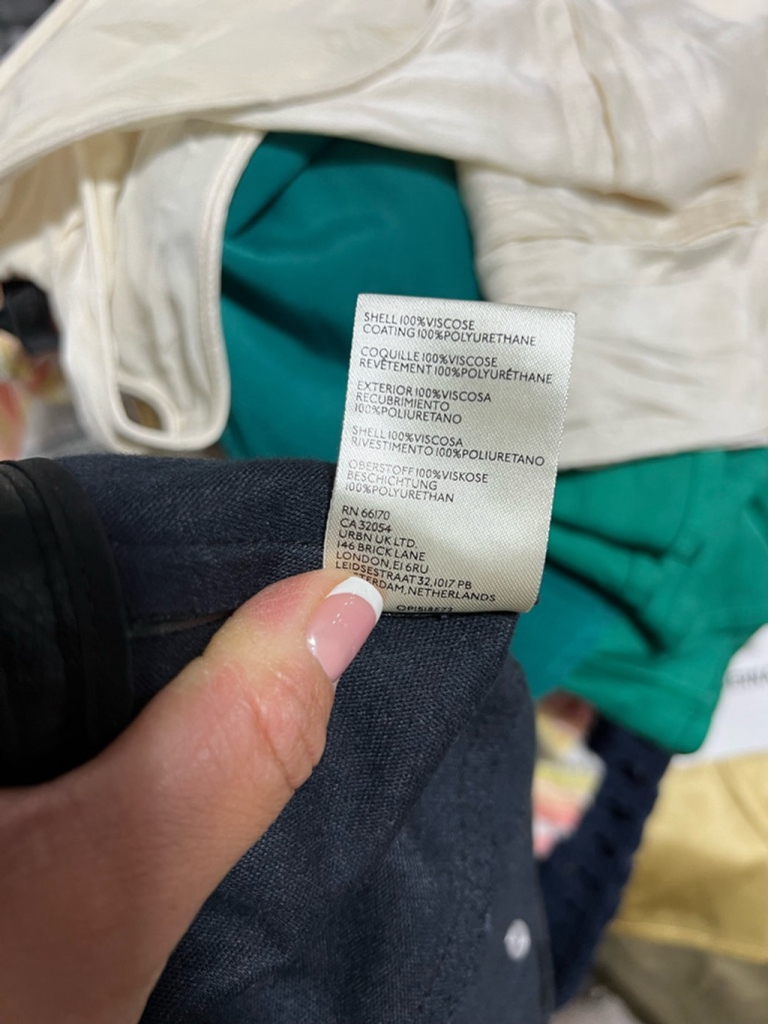 SHELL 100%VISCOSE
COATING 100%POLYURETHANE
COQUILLE 100%VISCOSE
REVÊTEMENT 100%POLYURÉTHANE
EXTERIOR 100%VISCOSA
RECUBRIMIENTO
100%POLIURETANO
SHELL 100%VISCOSA
RIVESTIMENTO 100%POLIURETANO
OBERSTOFF 100%VISKOSE
BESCHICHTUNG
100%POLYURETHAN
RN 66170
CA 32054
URBN UK LTD.
146 BRICK LANE
LONDON, E1 6RU
LEIDSESTRAAT 32, 1017 PB
TERDAM, NETHERLANDS